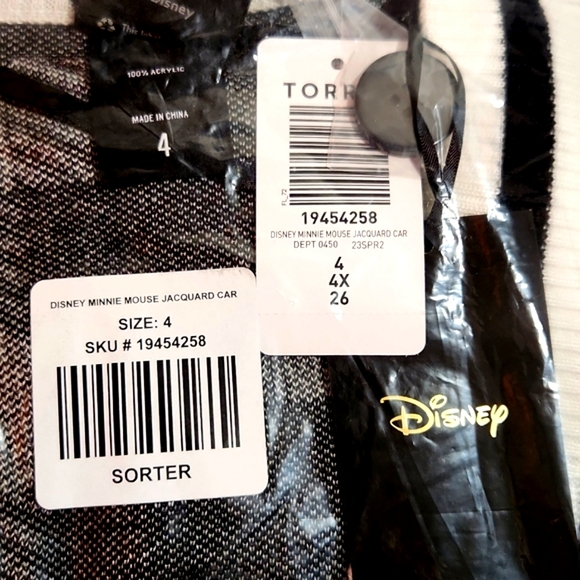 Disney
100% ACRYLIC
MADE IN CHINA
4
TORR
FL_72
19454258
DISNEY MINNIE MOUSE JACQUARD CAR
DEPT 0450 23SPR2
4
4X
26
DISNEY MINNIE MOUSE JACQUARD CAR
SIZE: 4
SKU # 19454258
SORTER
Disney